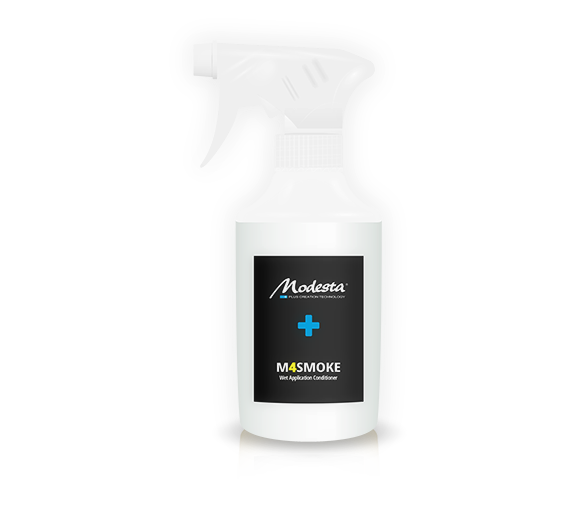 Modesta®
PLUS CREATION TECHNOLOGY
M4SMOKE
Wet Application Conditioner